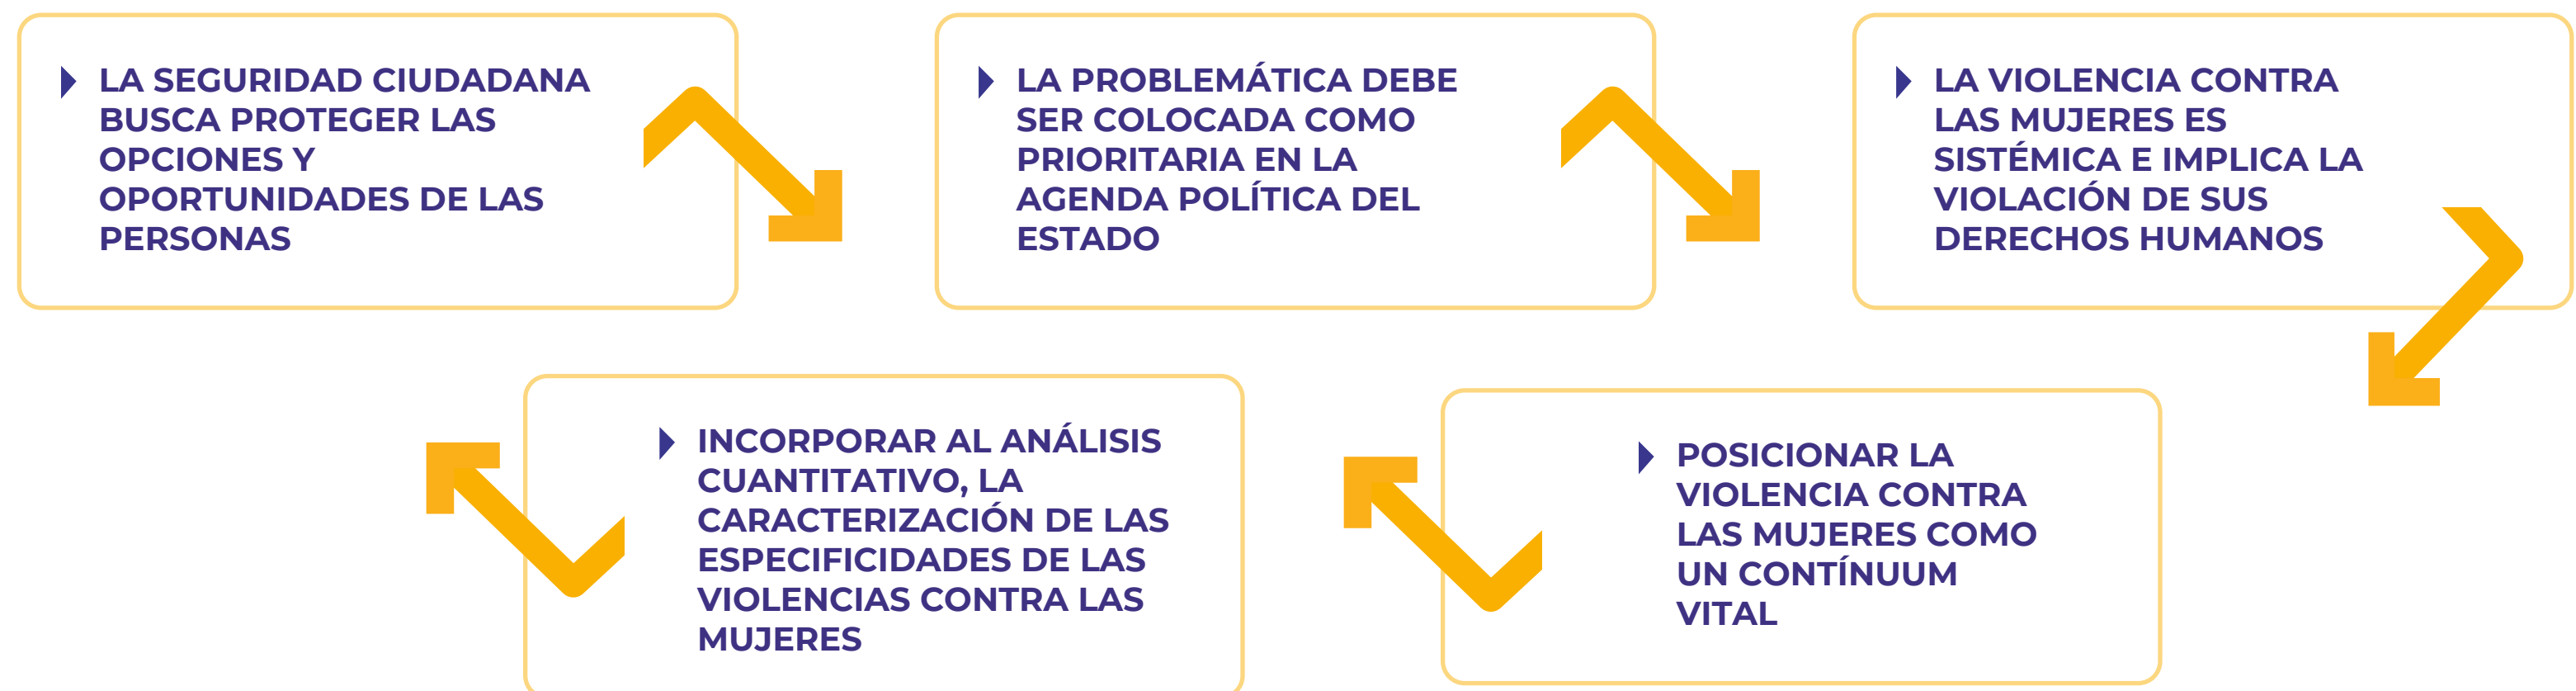 LA SEGURIDAD CIUDADANA
BUSCA PROTEGER LAS
OPCIONES Y
OPORTUNIDADES DE LAS
PERSONAS
LA PROBLEMÁTICA DEBE
SER COLOCADA COMO
PRIORITARIA EN LA
AGENDA POLÍTICA DEL
ESTADO
LA VIOLENCIA CONTRA
LAS MUJERES ES
SISTÉMICA E IMPLICA LA
VIOLACIÓN DE SUS
DERECHOS HUMANOS
POSICIONAR LA
VIOLENCIA CONTRA
LAS MUJERES COMO
UN CONTÍNUUM
VITAL
INCORPORAR AL ANÁLISIS
CUANTITATIVO, LA
CARACTERIZACIÓN DE LAS
ESPECIFICIDADES DE LAS
VIOLENCIAS CONTRA LAS
MUJERES